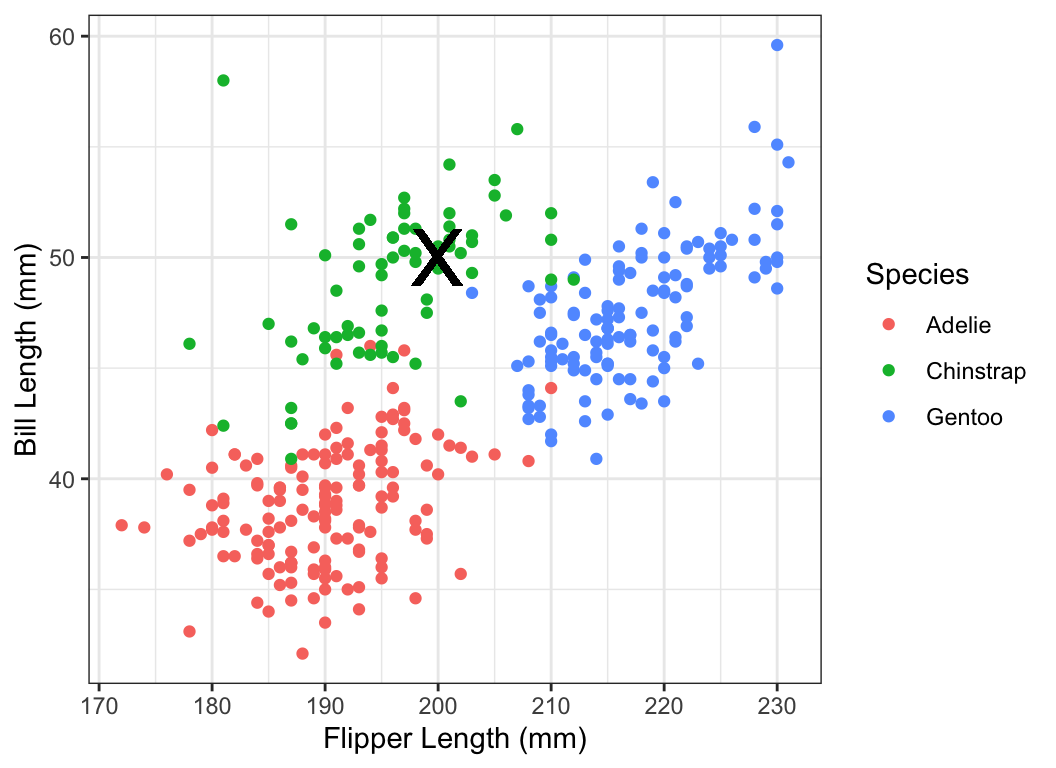 60
50
40
X
170 180 190 200 210 220 230
Flipper Length (mm)
Bill Length (mm)
Species
Adelie
Chinstrap
Gentoo